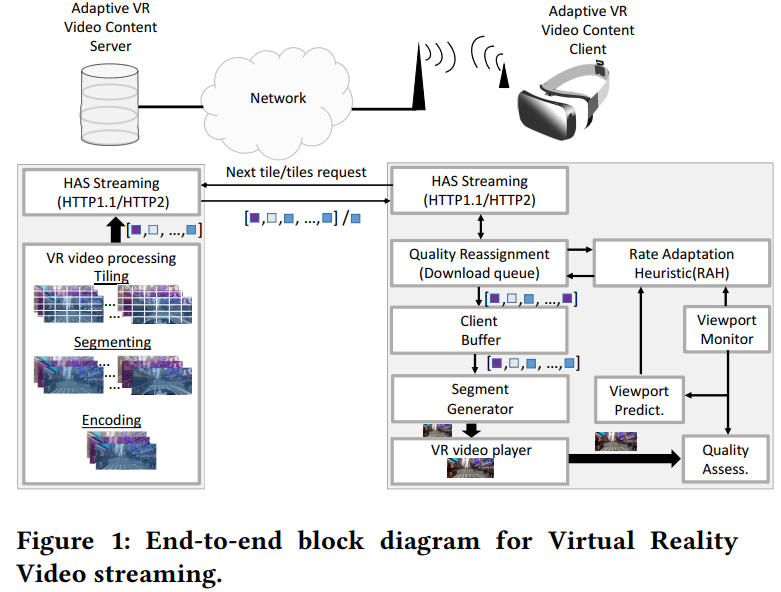 Adaptive VR
Video Content
Server
Adaptive VR
Video Content
Client
Network
HAS Streaming
(HTTP1.1/HTTP2)
Next tile/tiles request
[ , , ..., ] /
HAS Streaming
(HTTP1.1/HTTP2)
[ , , ..., ]
VR video processing
Tiling
... ...
Segmenting
... ...
Encoding
Quality Reassignment
(Download queue)
Rate Adaptation
Heuristic(RAH)
[ , , , ..., ]
Client
Buffer
Viewport
Monitor
[ , , , ..., ]
Segment
Generator
Viewport
Predict.
VR video player
Quality
Assess.
Figure 1: End-to-end block diagram for Virtual Reality
Video streaming.